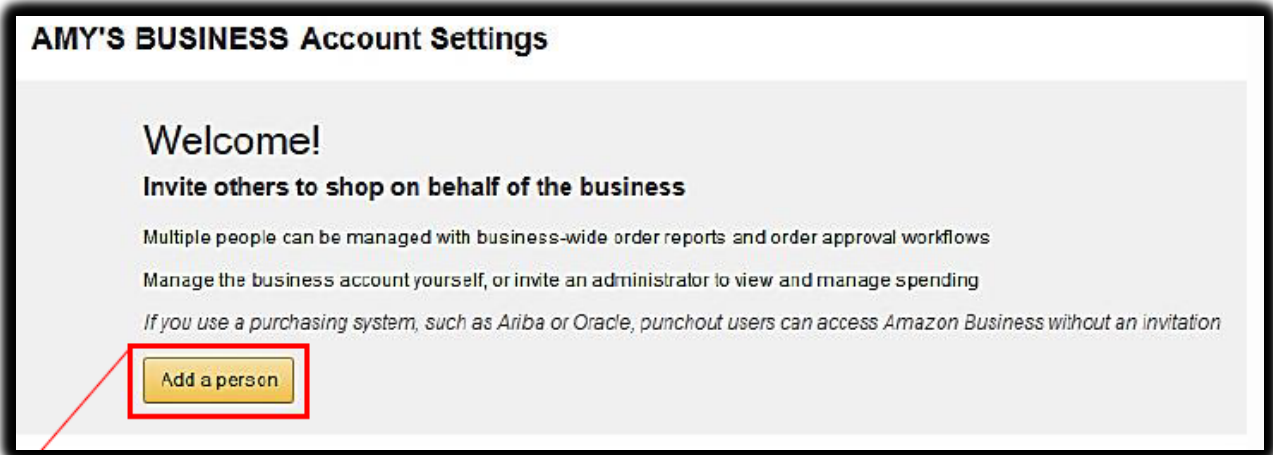 AMY'S BUSINESS Account Settings
Welcome!
Invite others to shop on behalf of the business
Multiple people can be managed with business-wide order reports and order approval workflows
Manage the business account yourself, or invite an administrator to view and manage spending
If you use a purchasing system, such as Ariba or Oracle, punchout users can access Amazon Business without an invitation
Add a person